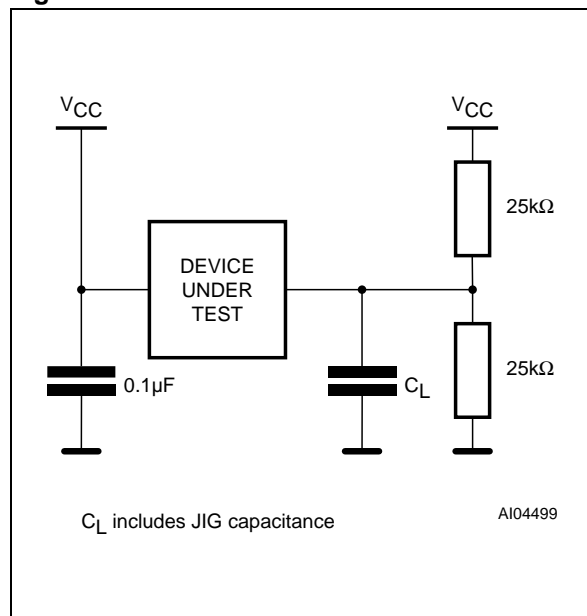 VCC
VCC
25kΩ
DEVICE
UNDER
TEST
0.1µF
CL
25kΩ
CL includes JIG capacitance
AI04499